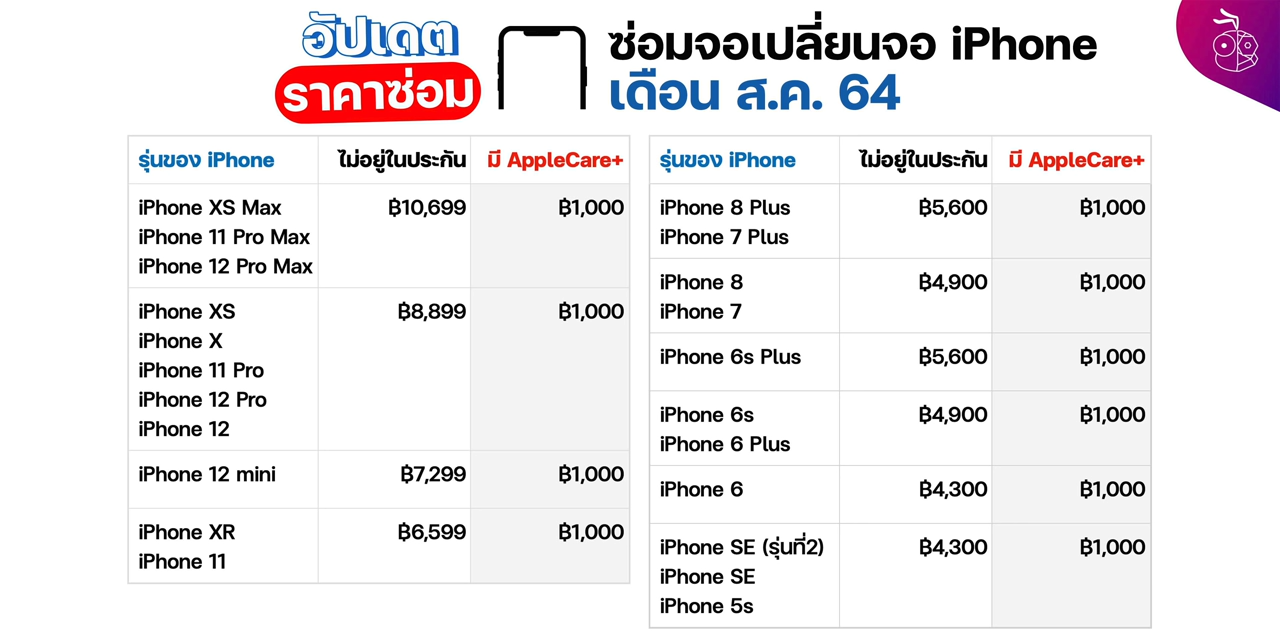 อัปเดต
ราคาซ่อม
ซ่อมจอเปลี่ยนจอ iPhone
เดือน ส.ค. 64
รุ่นของ iPhone ไม่อยู่ในประกัน มี AppleCare+
iPhone XS Max ฿10,699 ฿1,000
iPhone 11 Pro Max
iPhone 12 Pro Max
iPhone XS ฿8,899 ฿1,000
iPhone X
iPhone 11 Pro
iPhone 12 Pro
iPhone 12
iPhone 12 mini ฿7,299 ฿1,000
iPhone XR ฿6,599 ฿1,000
iPhone 11
รุ่นของ iPhone ไม่อยู่ในประกัน มี AppleCare+
iPhone 8 Plus ฿5,600 ฿1,000
iPhone 7 Plus
iPhone 8 ฿4,900 ฿1,000
iPhone 7
iPhone 6s Plus ฿5,600 ฿1,000
iPhone 6s ฿4,900 ฿1,000
iPhone 6 Plus
iPhone 6 ฿4,300 ฿1,000
iPhone SE (รุ่นที่2) ฿4,300 ฿1,000
iPhone SE
iPhone 5s